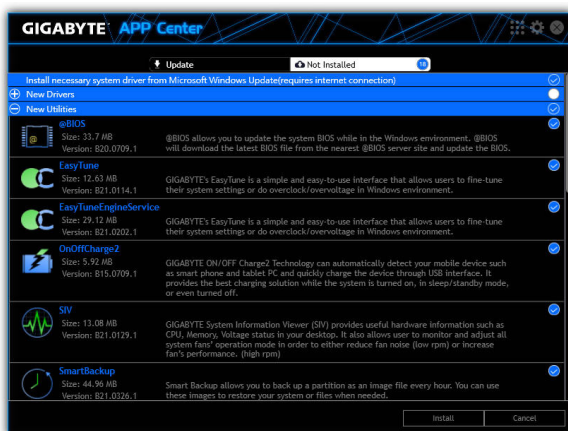 GIGABYTE APP Center
Update
Not Installed
Install necessary system driver from Microsoft Windows Update(requires internet connection)
New Drivers
New Utilities
@BIOS
Size: 33.7 MB
Version: B20.0709.1
@BIOS allows you to update the system BIOS while in the Windows environment. @BIOS
will download the latest BIOS file from the nearest @BIOS server site and update the BIOS.
EasyTune
Size: 12.63 MB
Version: B21.0114.1
GIGABYTE's EasyTune is a simple and easy-to-use interface that allows users to fine-tune
their system settings or do overclock/overvoltage in Windows environment.
EasyTuneEngineService
Size: 29.12 MB
Version: B21.0202.1
GIGABYTE's EasyTune is a simple and easy-to-use interface that allows users to fine-tune
their system settings or do overclock/overvoltage in Windows environment.
OnOffCharge2
Size: 5.92 MB
Version: B15.0709.1
GIGABYTE ON/OFF Charge2 Technology can automatically detect your mobile device such
as smart phone and tablet PC and quickly charge the device through USB interface. It
provides the best charging solution while the system is turned on, in sleep/standby mode,
or even turned off.
SIV
Size: 13.08 MB
Version: B21.0129.1
GIGABYTE System Information Viewer (SIV) provides useful hardware information such as
CPU, Memory, Voltage status in your desktop. It also allows user to monitor and adjust all
system fans' operation mode in order to either reduce fan noise (low rpm) or increase
fan's performance. (high rpm)
SmartBackup
Size: 44.96 MB
Version: B21.0326.1
Smart Backup allows you to back up a partition as an image file every hour. You can use
these images to restore your system or files when needed.
Install
Cancel